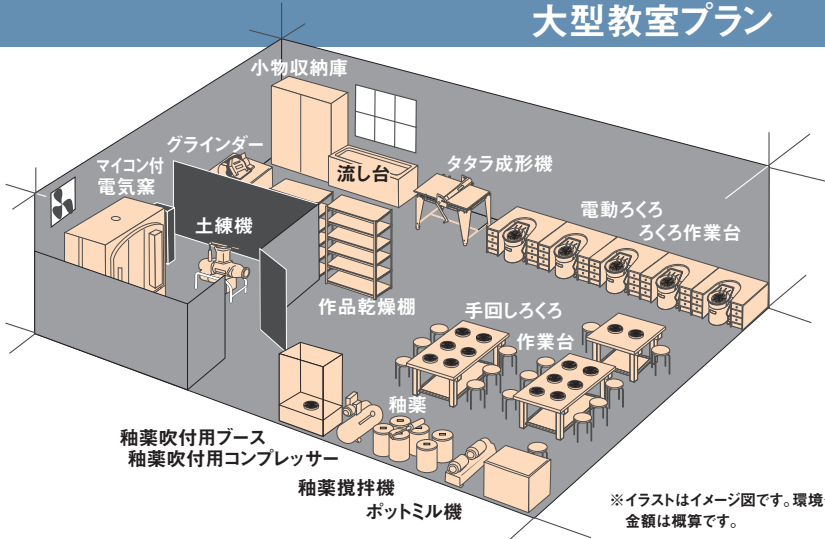 大型教室プラン
小物収納庫
グラインダー
マイコン付
電気窯
流し台
タタラ成形機
土練機
電動ろくろ
ろくろ作業台
作品乾燥棚
手回しろくろ
作業台
釉薬
釉薬吹付用ブース
釉薬吹付用コンプレッサー
釉薬攪拌機
ポットミル機
※イラストはイメージ図です。環境
金額は概算です。